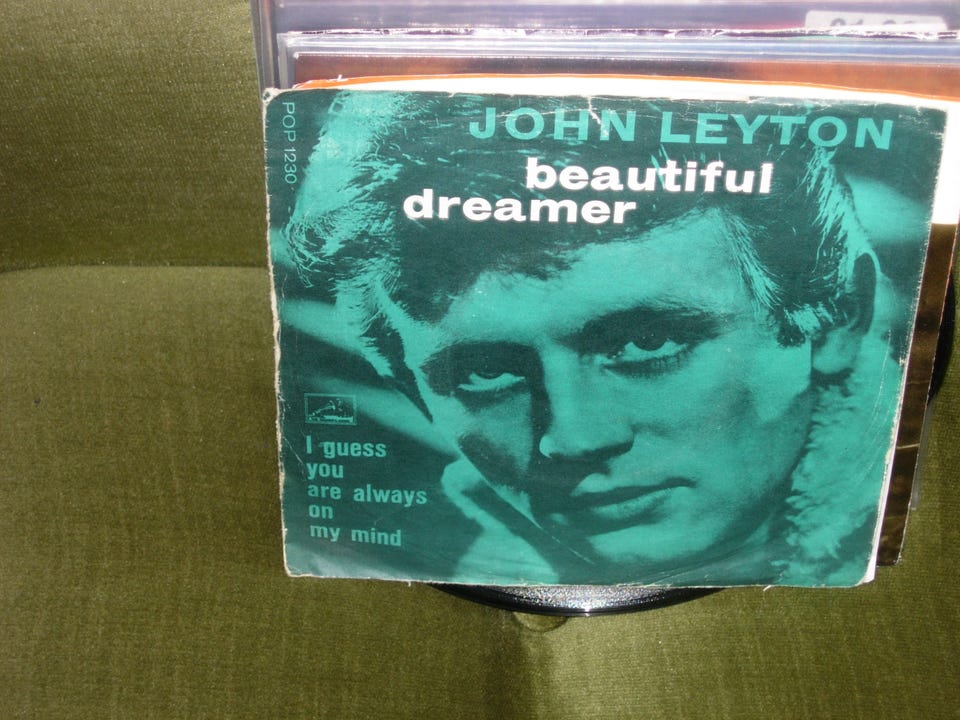 POP 1230
JOHN LEYTON
beautiful
dreamer
I guess
you
are always
on
my mind